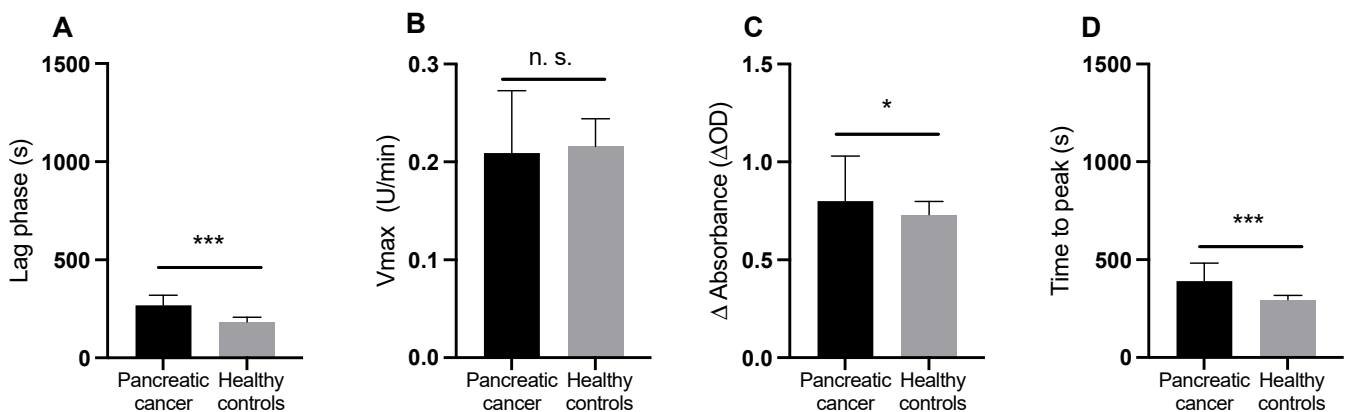 A
Lag phase (s)
1500
1000
500
0
***
Pancreatic
cancer
Healthy
controls
B
Vmax (U/min)
0.3
0.2
0.1
0.0
n. s.
Pancreatic
cancer
Healthy
controls
C
Δ Absorbance (ΔOD)
1.5
1.0
0.5
0.0
*
Pancreatic
cancer
Healthy
controls
D
Time to peak (s)
1500
1000
500
0
***
Pancreatic
cancer
Healthy
controls